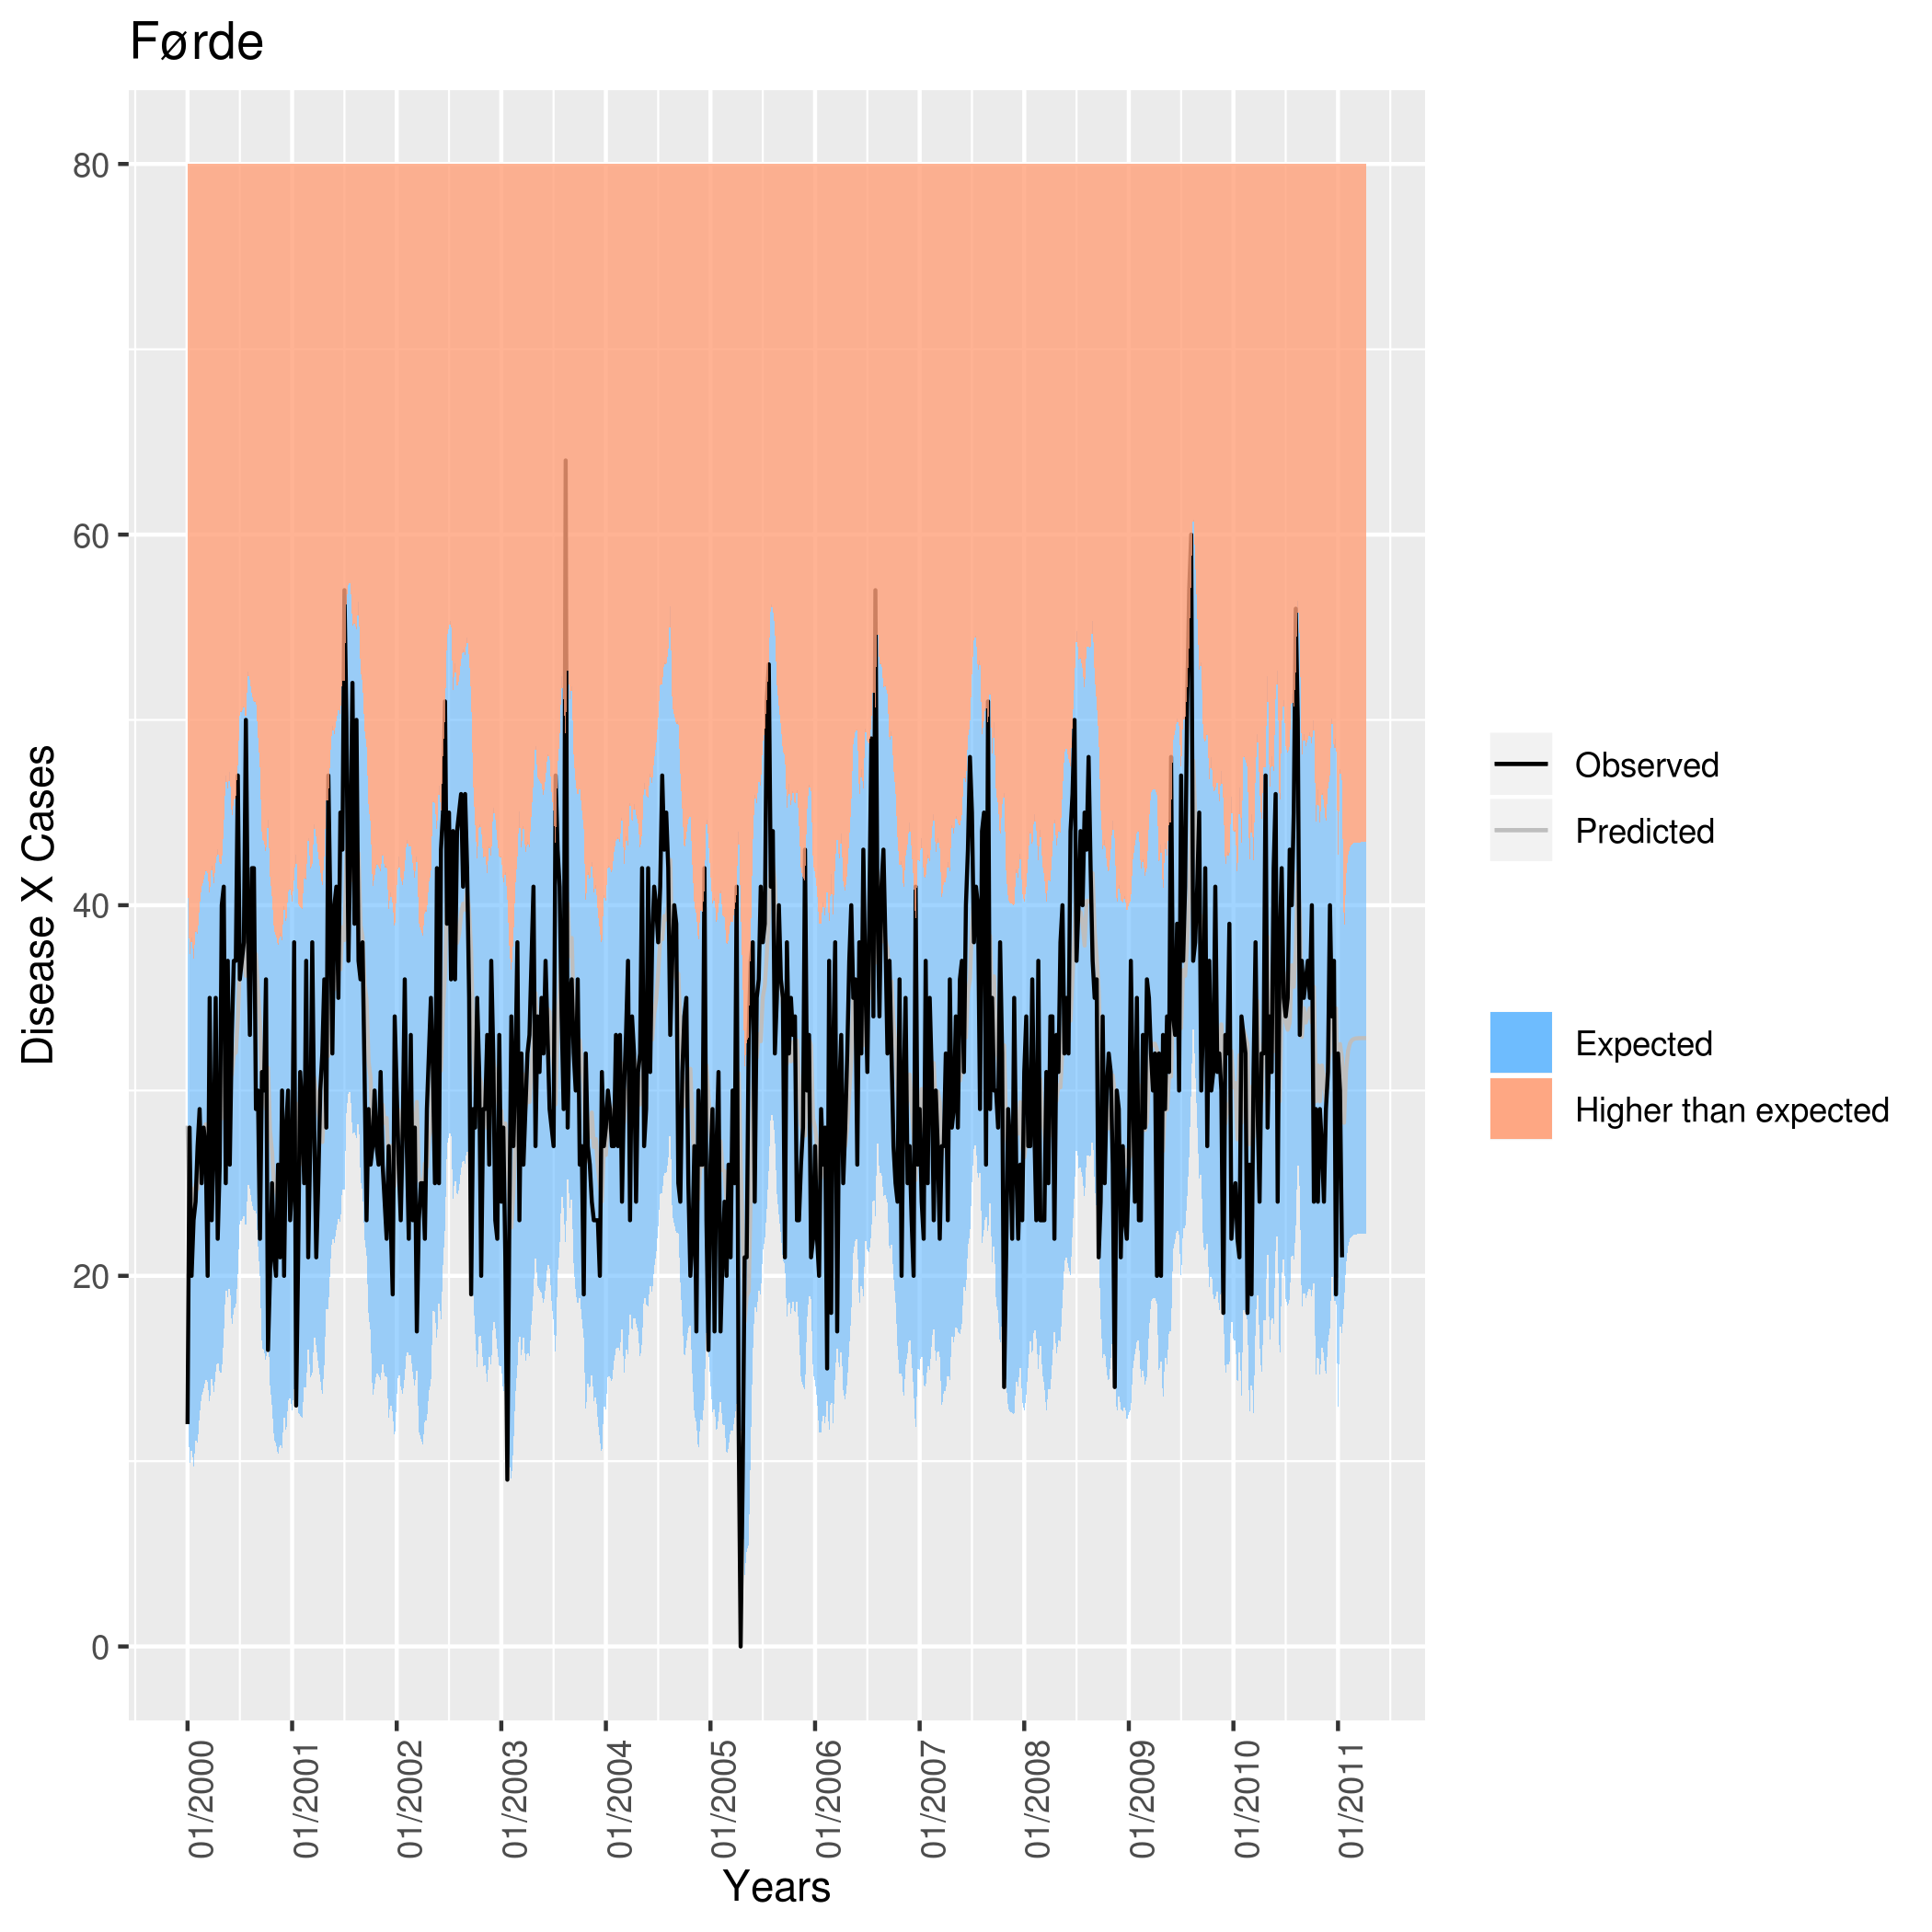 Førde
Disease X Cases
80
60
40
20
0
01/2000
01/2001
01/2002
01/2003
01/2004
01/2005
01/2006
01/2007
01/2008
01/2009
01/2010
01/2011
Years
Observed
Predicted
Expected
Higher than expected